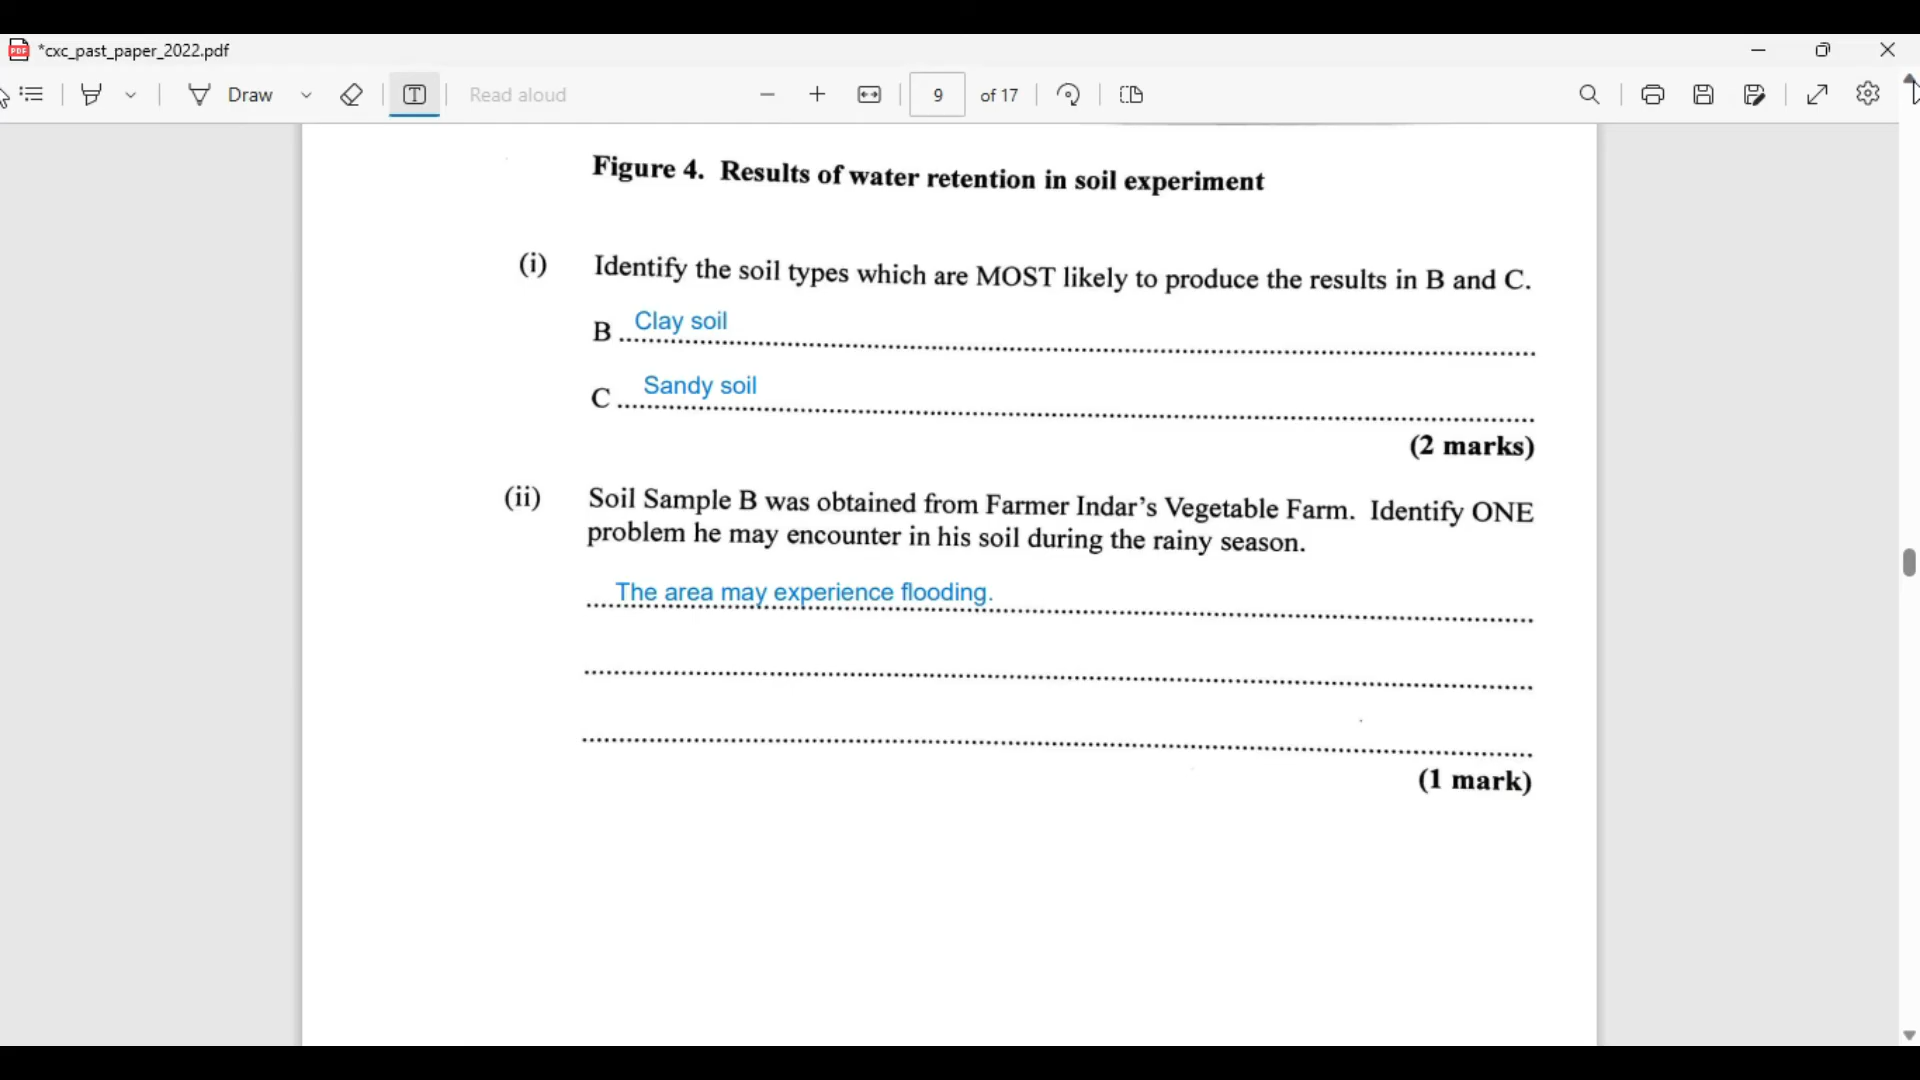 *cxc_past_paper_2022.pdf
Draw
Read aloud
9 of 17
Figure 4. Results of water retention in soil experiment
(i) Identify the soil types which are MOST likely to produce the results in B and C.
B Clay soil
C Sandy soil
(2 marks)
(ii) Soil Sample B was obtained from Farmer Indar's Vegetable Farm. Identify ONE
problem he may encounter in his soil during the rainy season.
The area may experience flooding.
(1 mark)